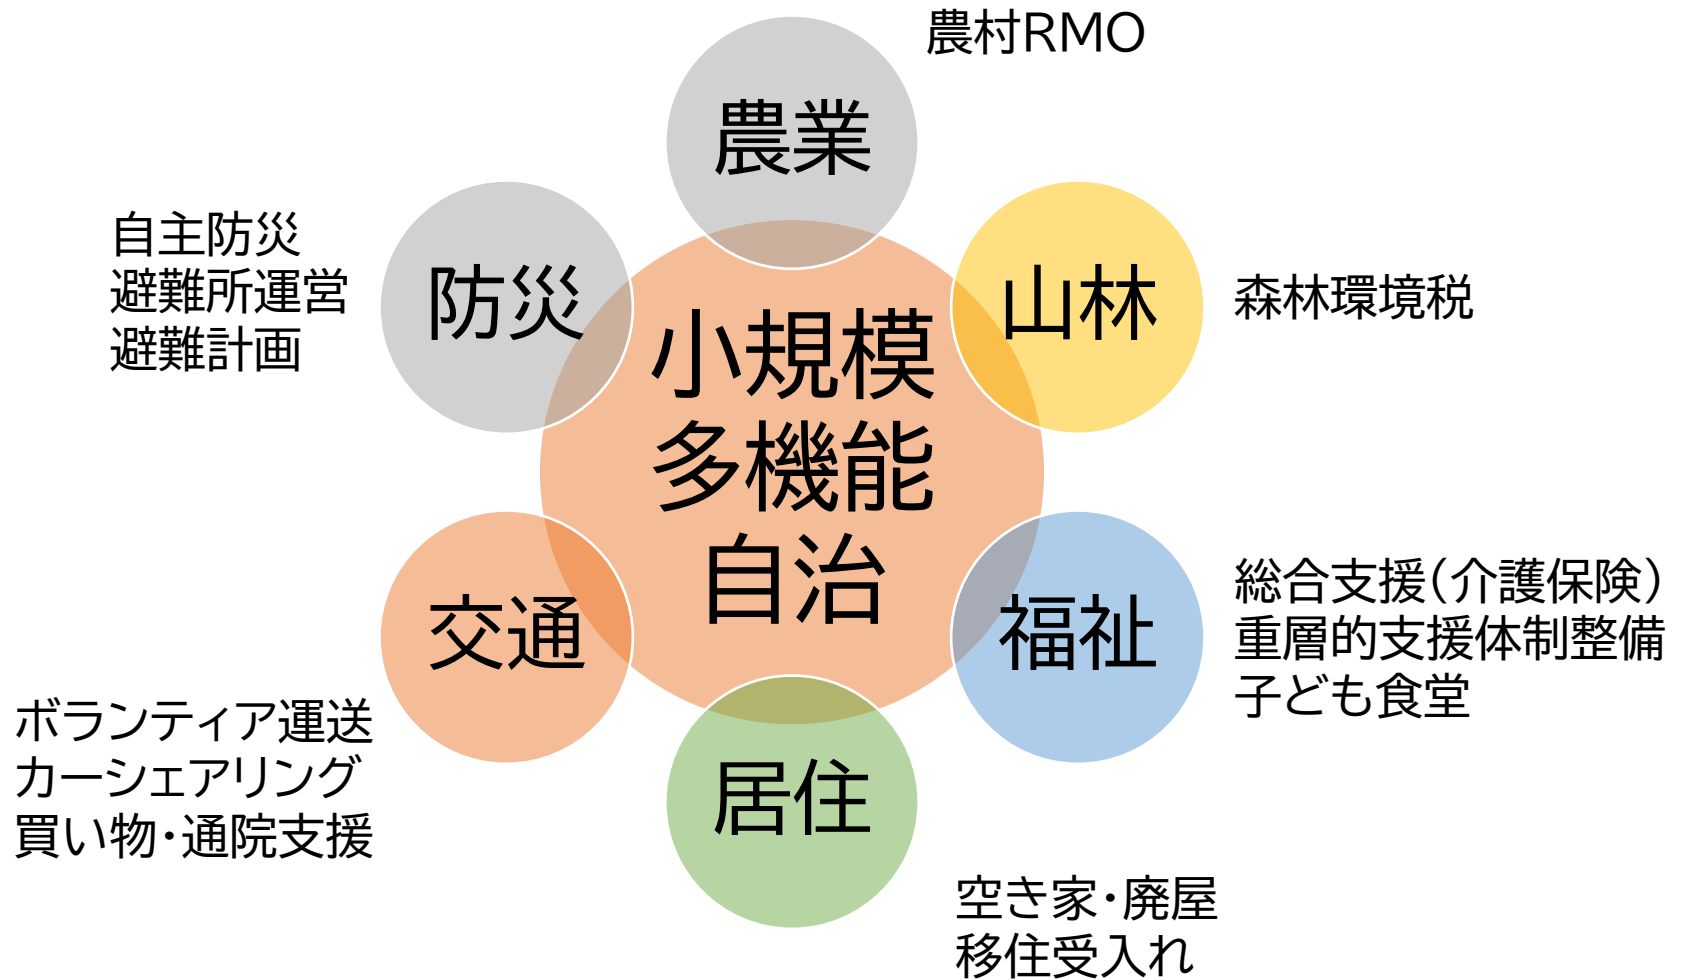 農村RMO
農業
山林
森林環境税
福祉
総合支援(介護保険)
重層的支援体制整備
子ども食堂
居住
空き家・廃屋
移住受入れ
交通
ボランティア運送
カーシェアリング
買い物・通院支援
防災
自主防災
避難所運営
避難計画
小規模
多機能
自治